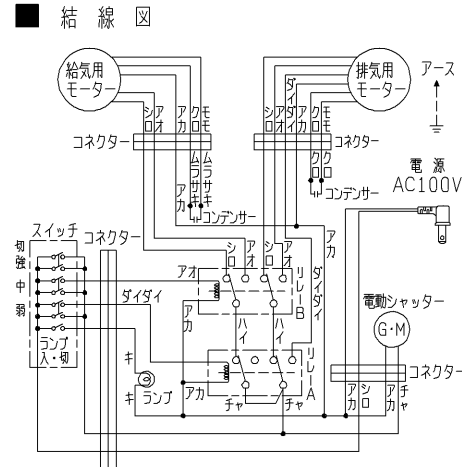 ■ 結線図
給気用
モーター
排気用
モーター
アース
シロ
アオ
アカ
クロ
モモ
シロ
アオ
ダイダイ
アカ
クロ
モモ
コネクター
コネクター
ムラサキ
ムラサキ
クロ
クロ
アカ
コンデンサー
コンデンサー
電源
AC100V
スイッチ
コネクター
切
強
中
弱
シロ
アオ
シロ
アオ
ダイダイ
アカ
アオ
リレーB
ダイダイ
アカ
ハイ
ハイ
電動シャッター
G・M
ランプ
入・切
リレーA
キ
キ
ランプ
アカ
チャ
チャ
コネクター
アカ
シロ
アカ
チャ